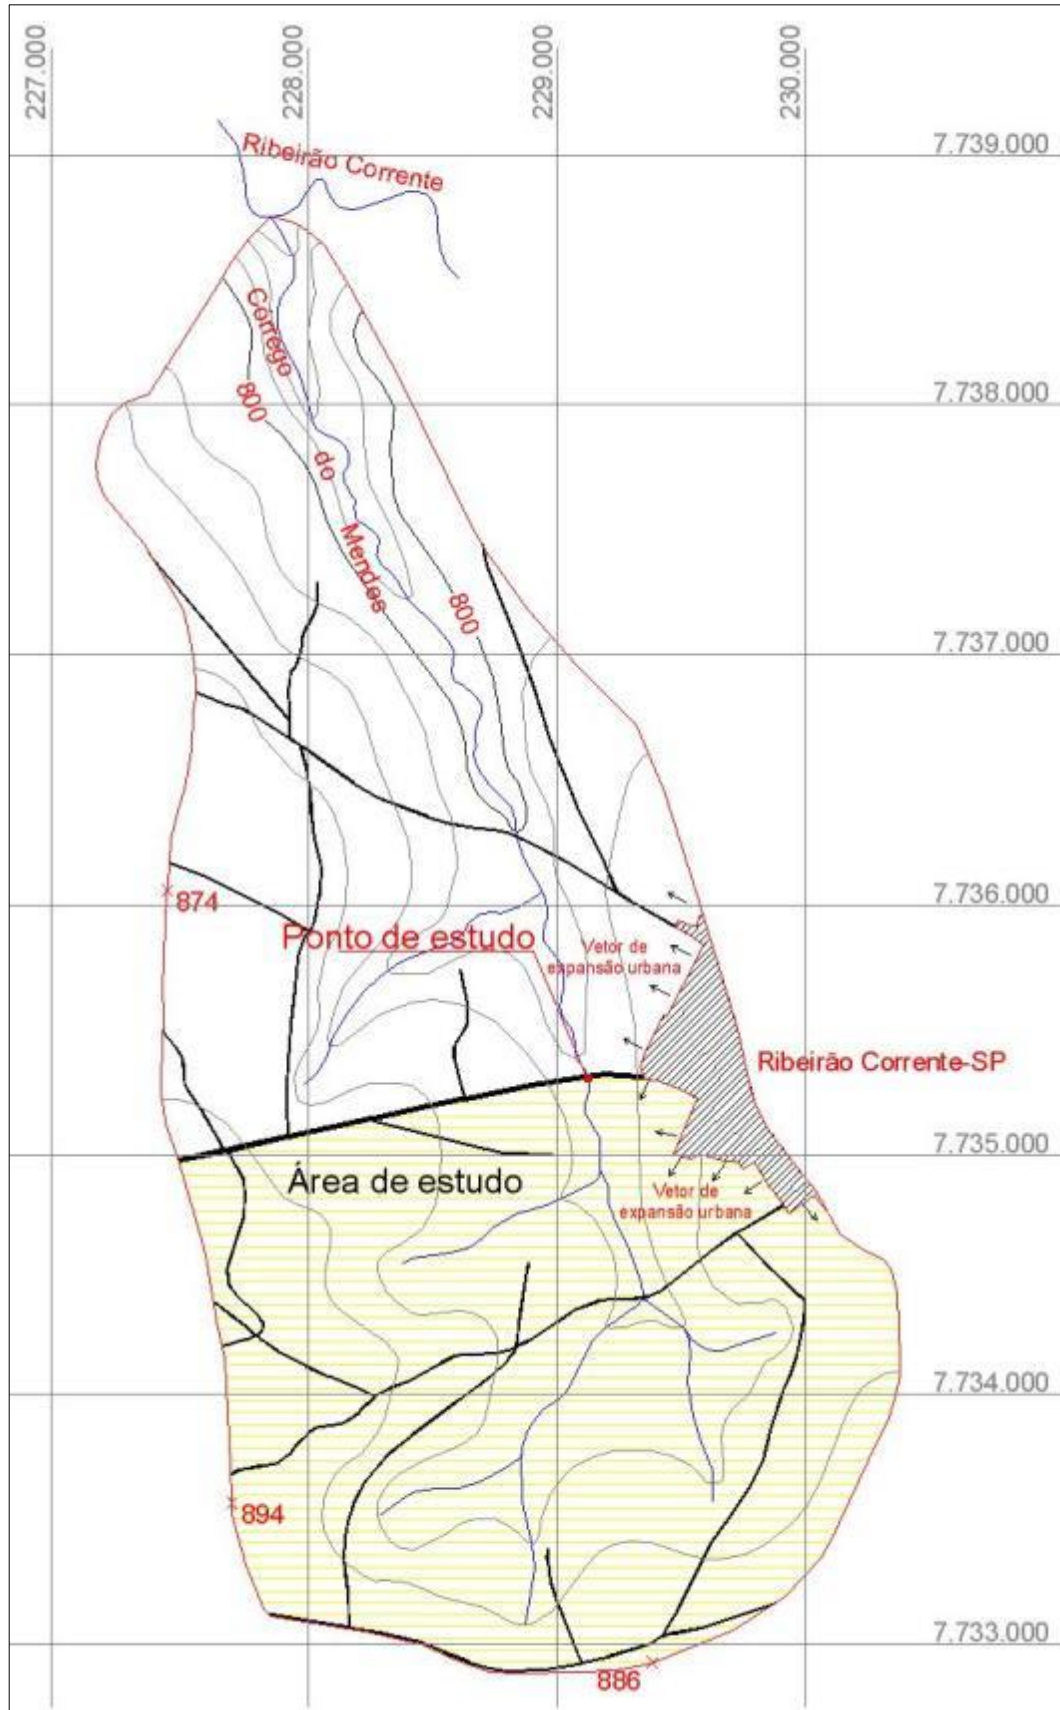 227.000
228.000
229.000
230.000
7.739.000
Ribeirão Corrente
7.738.000
Córrego
800
do
Mendes
800
7.737.000
7.736.000
874
Ponto de estudo
Vetor de
expansão urbana
Ribeirão Corrente-SP
7.735.000
Área de estudo
Vetor de
expansão urbana
7.734.000
894
7.733.000
886